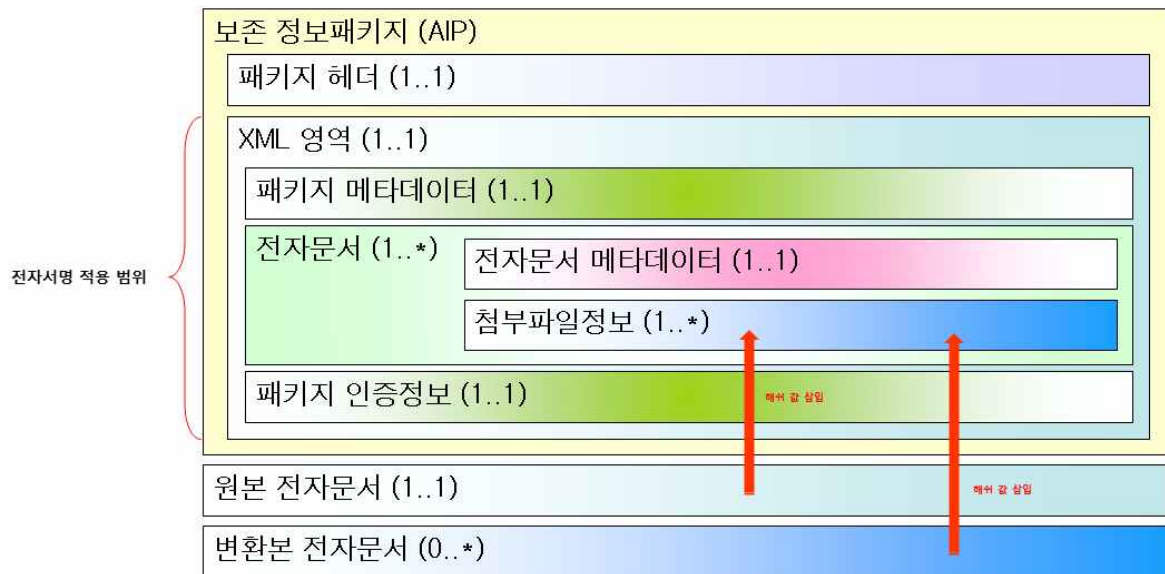 보존 정보패키지 (AIP)
패키지 헤더 (1..1)
XML 영역 (1..1)
패키지 메타데이터 (1..1)
전자문서 (1..*)
전자문서 메타데이터 (1..1)
전자서명 적용 범위
첨부파일정보 (1..*)
패키지 인증정보 (1..1)
해쉬 값 삽입
원본 전자문서 (1..1)
해쉬 값 삽입
변환본 전자문서 (0..*)